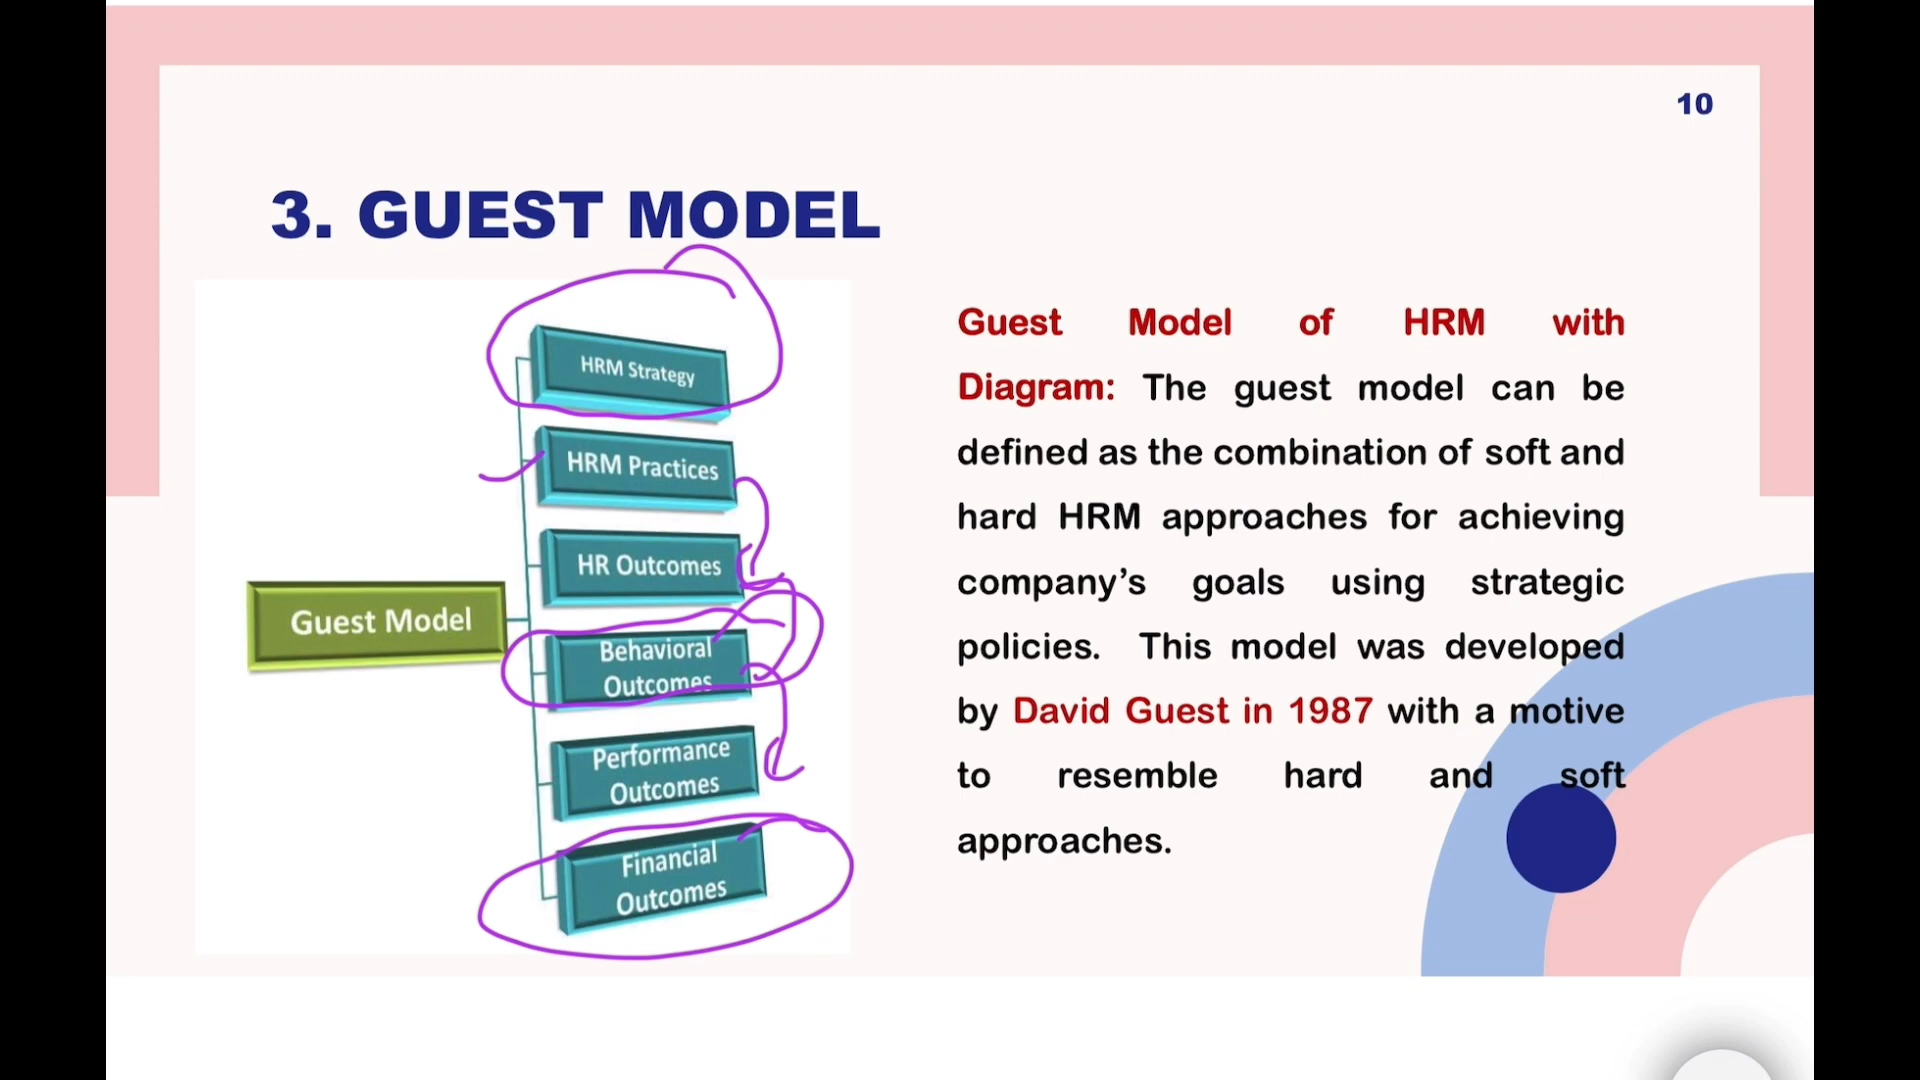 10
3. GUEST MODEL
HRM Strategy
HRM Practices
HR Outcomes
Guest Model
Behavioral
Outcomes
Performance
Outcomes
Financial
Outcomes
Guest Model of HRM with
Diagram: The guest model can be
defined as the combination of soft and
hard HRM approaches for achieving
company’s goals using strategic
policies. This model was developed
by David Guest in 1987 with a motive
to resemble hard and soft
approaches.